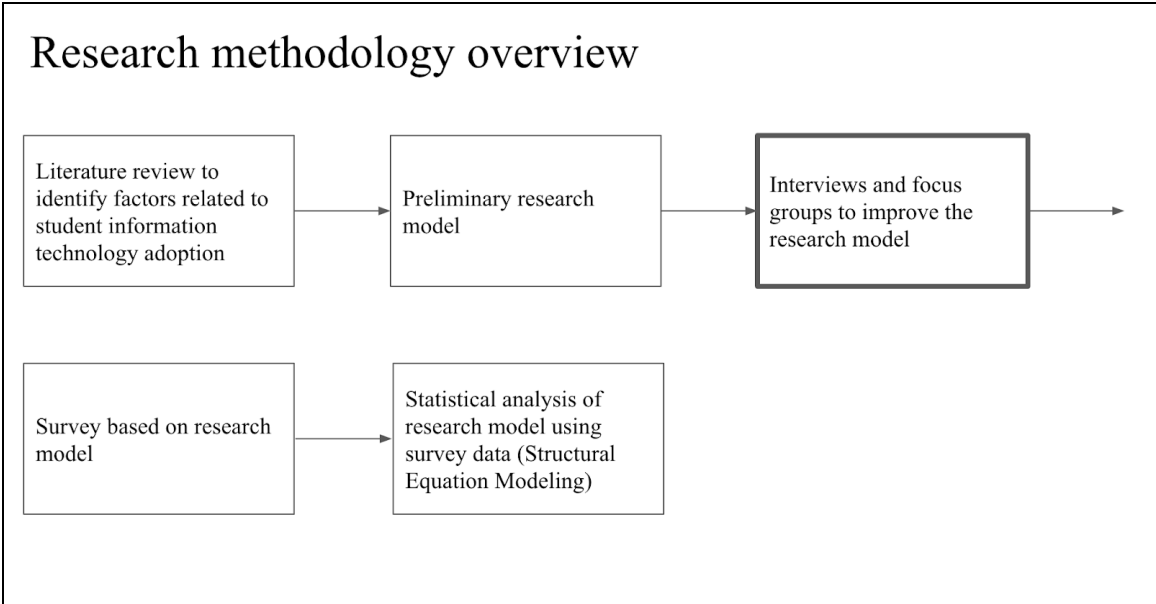 Research methodology overview
Literature review to
identify factors related to
student information
technology adoption
Preliminary research
model
Interviews and focus
groups to improve the
research model
Survey based on research
model
Statistical analysis of
research model using
survey data (Structural
Equation Modeling)